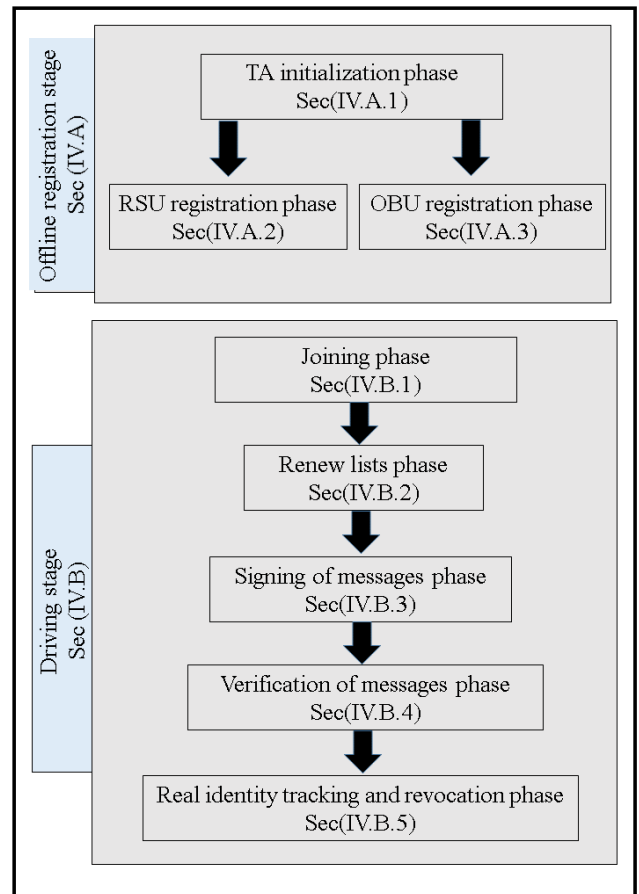 Offline registration stage
Sec (IV.A)
TA initialization phase
Sec(IV.A.1)
RSU registration phase
Sec(IV.A.2)
OBU registration phase
Sec(IV.A.3)
Driving stage
Sec (IV.B)
Joining phase
Sec(IV.B.1)
Renew lists phase
Sec(IV.B.2)
Signing of messages phase
Sec(IV.B.3)
Verification of messages phase
Sec(IV.B.4)
Real identity tracking and revocation phase
Sec(IV.B.5)